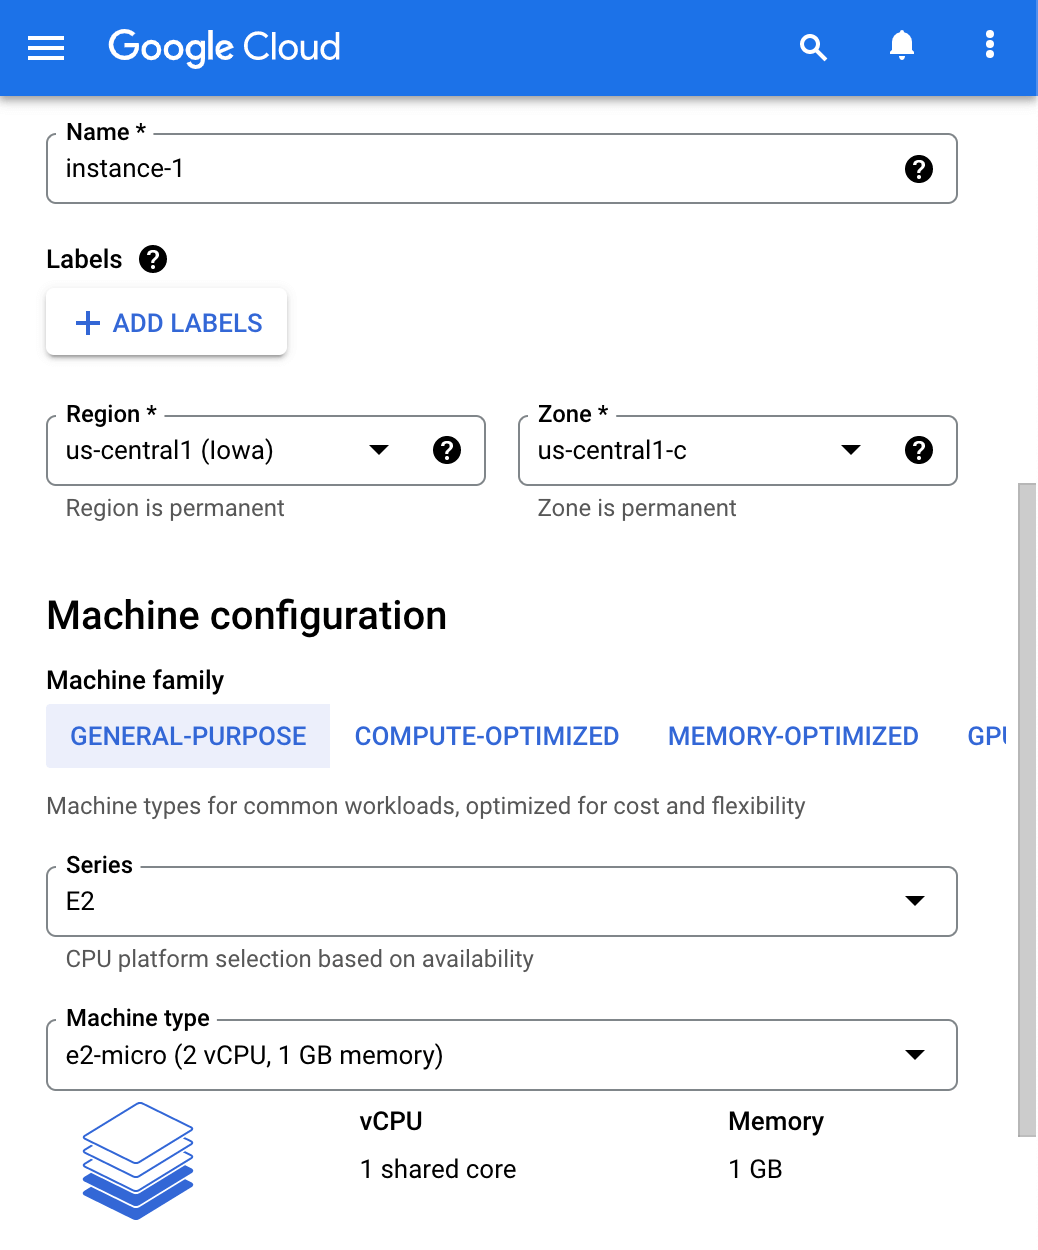 Google Cloud
Name *
instance-1
Labels
ADD LABELS
Region *
us-central1 (Iowa)
Region is permanent
Zone *
us-central1-c
Zone is permanent
Machine configuration
Machine family
GENERAL-PURPOSE COMPUTE-OPTIMIZED MEMORY-OPTIMIZED
Machine types for common workloads, optimized for cost and flexibility
Series
E2
CPU platform selection based on availability
Machine type
e2-micro (2 vCPU, 1 GB memory)
vCPU
1 shared core
Memory
1 GB